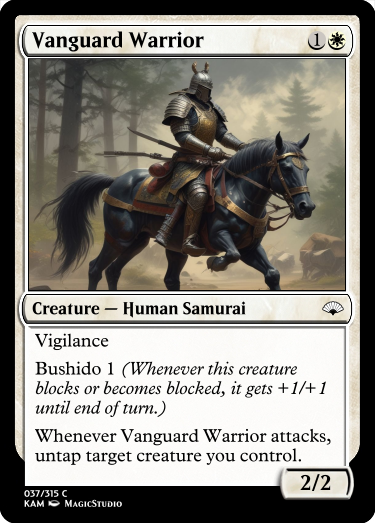 Vanguard Warrior 1
Creature — Human Samurai
Vigilance
Bushido 1 (Whenever this creature
blocks or becomes blocked, it gets +1/+1
until end of turn.)
Whenever Vanguard Warrior attacks,
untap target creature you control.
2/2
037/315 C
KAM MagicStudio